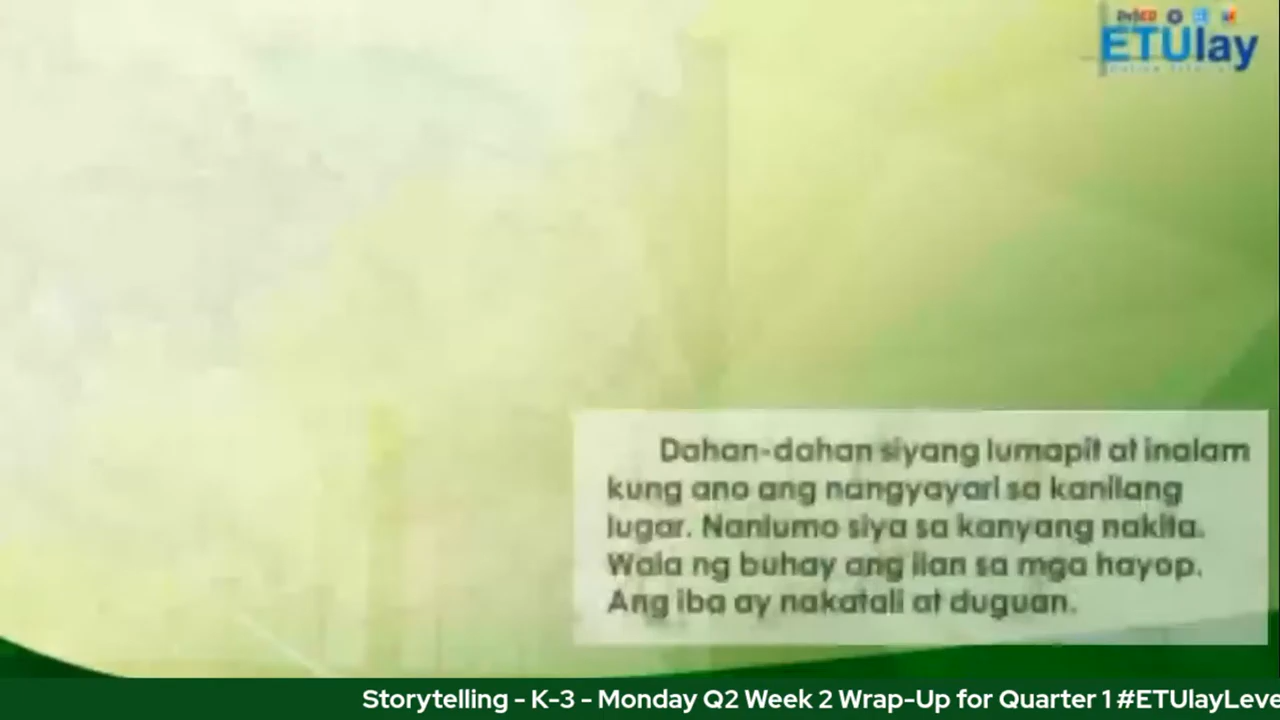 ETUlay
Dahan-dahan siyang lumapit at inalam
kung ano ang nangyayari sa kanilang
lugar. Nanlumo siya sa kanyang nakita.
Wala ng buhay ang ilan sa mga hayop.
Ang iba ay nakatali at duguan.
Storytelling - K-3 - Monday Q2 Week 2 Wrap-Up for Quarter 1 #ETUlayLeve